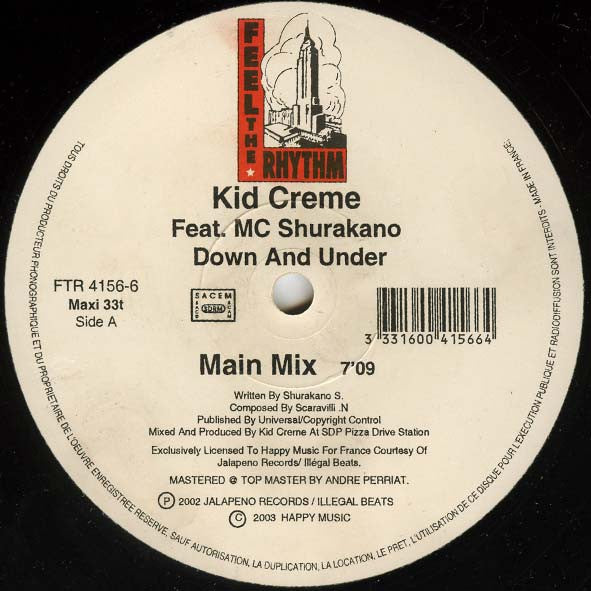 FEEL THE
RHYTHM
Kid Creme
Feat. MC Shurakano
Down And Under
FTR 4156-6
Maxi 33t
Side A
SACEM
SACD
SDRM
SCAM
3 331600 415664
Main Mix 7'09
Written By Shurakano S.
Composed By Scaravilli .N
Published By Universal/Copyright Control
Mixed And Produced By Kid Creme At SDP Pizza Drive Station
Exclusively Licensed To Happy Music For France Courtesy Of
Jalapeno Records/ Illégal Beats.
MASTERED @ TOP MASTER BY ANDRE PERRIAT.
P 2002 JALAPENO RECORDS/ ILLEGAL BEATS
C 2003 HAPPY MUSIC
TOUS DROITS DU PRODUCTEUR PHONOGRAPHIQUE ET DU PROPRIETAIRE DE L'OEUVRE ENREGISTREE RESERVE, SAUF AUTORISATION, LA DUPLICATION, LA LOCATION, LE PRET, L'UTILISATION DE CE DISQUE POUR L'EXECUTION PUBLIQUE ET RADIODIFFUSION SONT INTERDITS - MADE IN FRANCE.